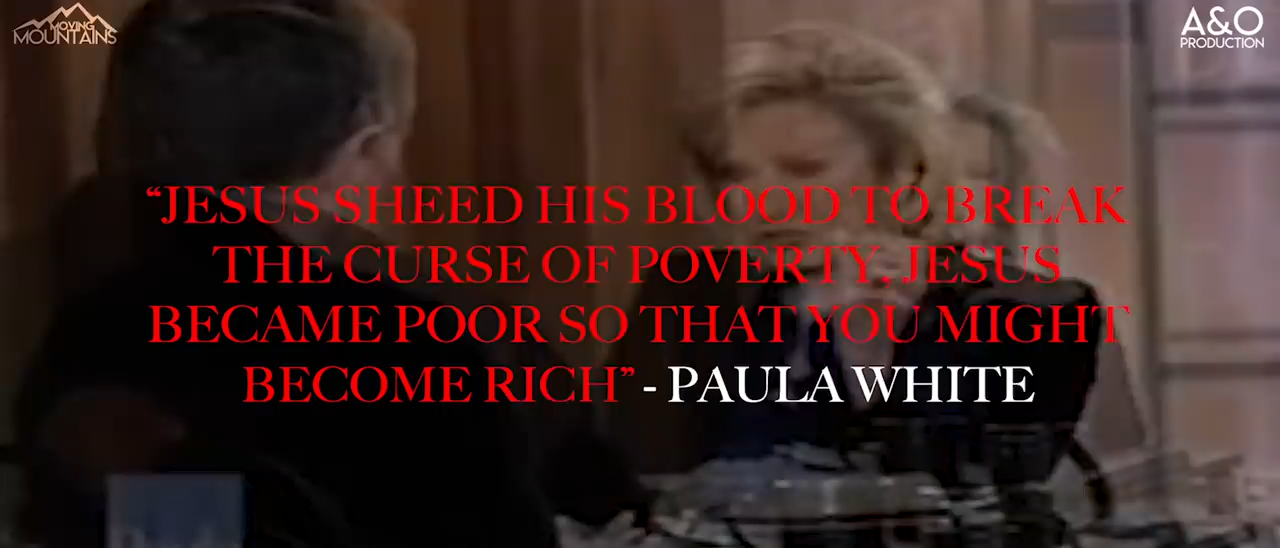 MOVING
MOUNTAINS
A&O
PRODUCTION
“JESUS SHEED HIS BLOOD TO BREAK
THE CURSE OF POVERTY, JESUS
BECAME POOR SO THAT YOU MIGHT
BECOME RICH” - PAULA WHITE